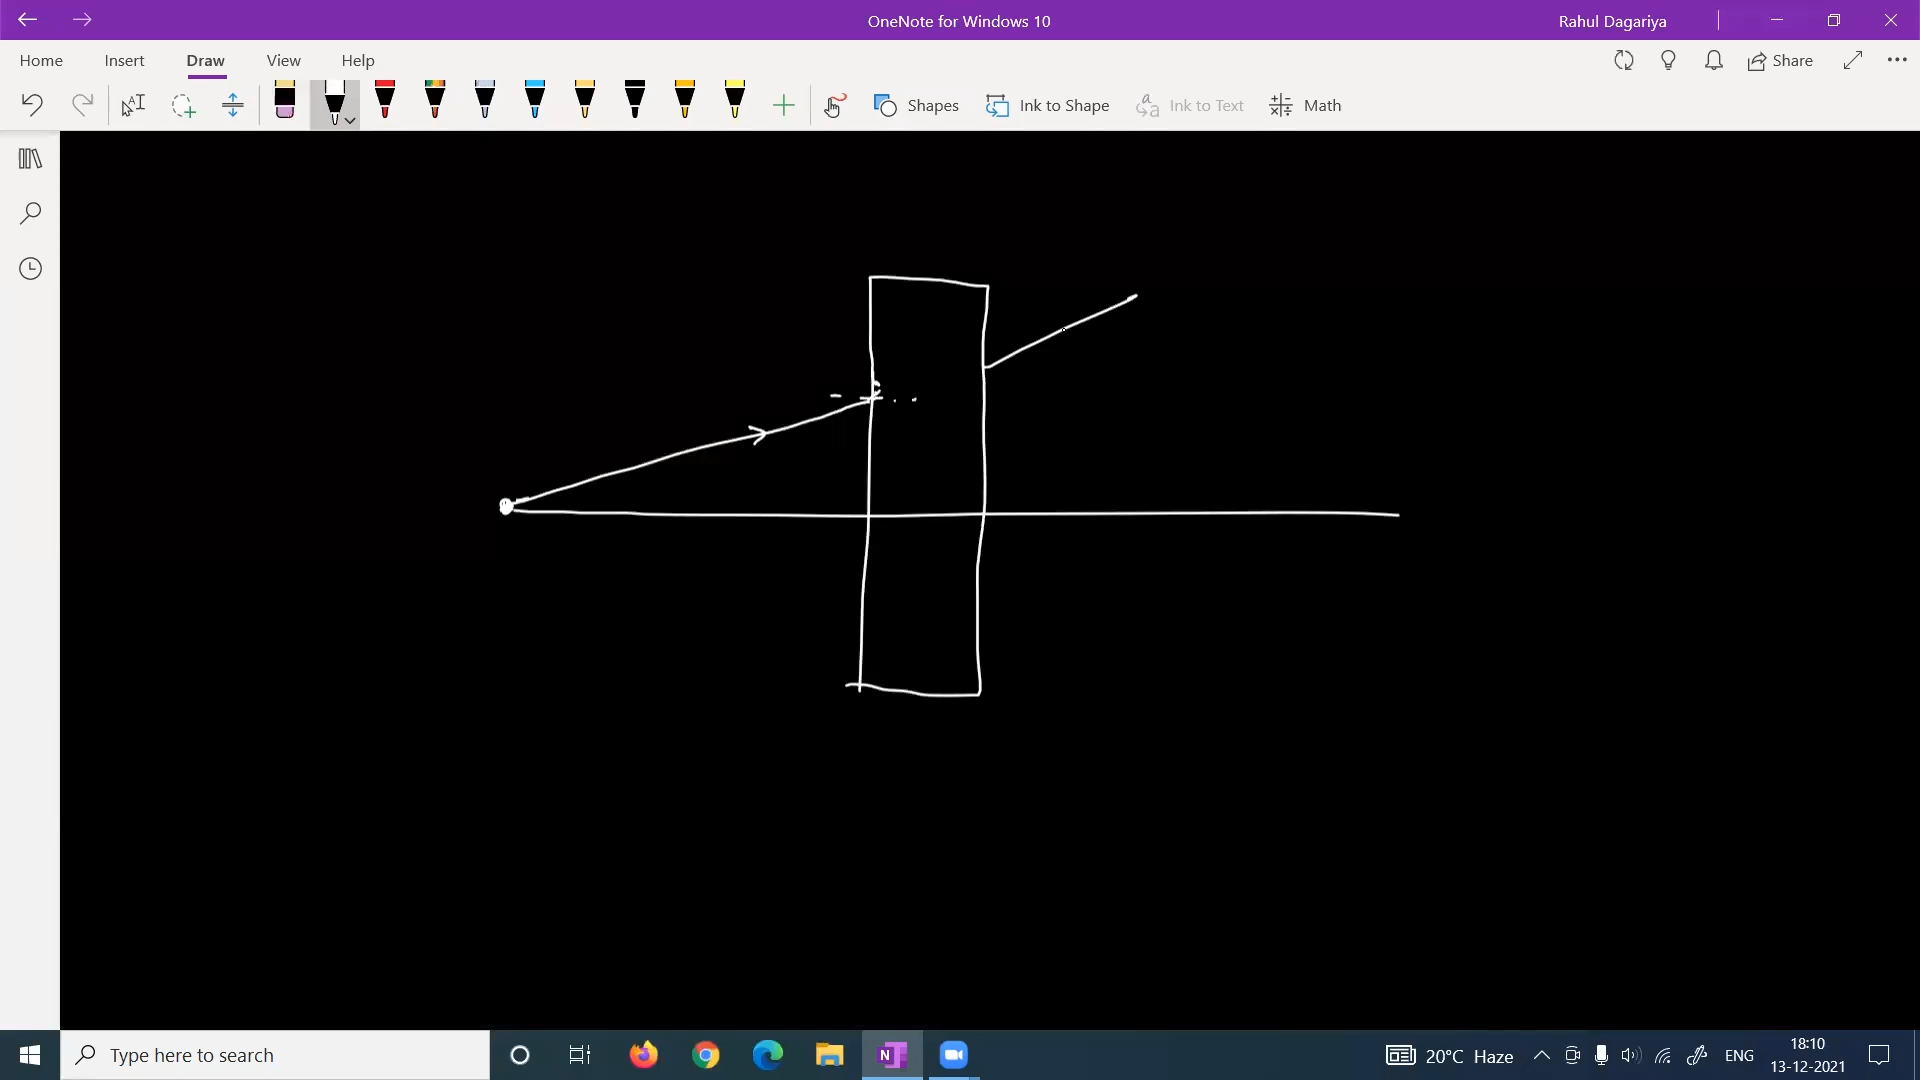 OneNote for Windows 10
Rahul Dagariya
Home Insert Draw View Help
Share
Shapes Ink to Shape Ink to Text Math
Type here to search
20°C Haze
ENG
18:10
13-12-2021